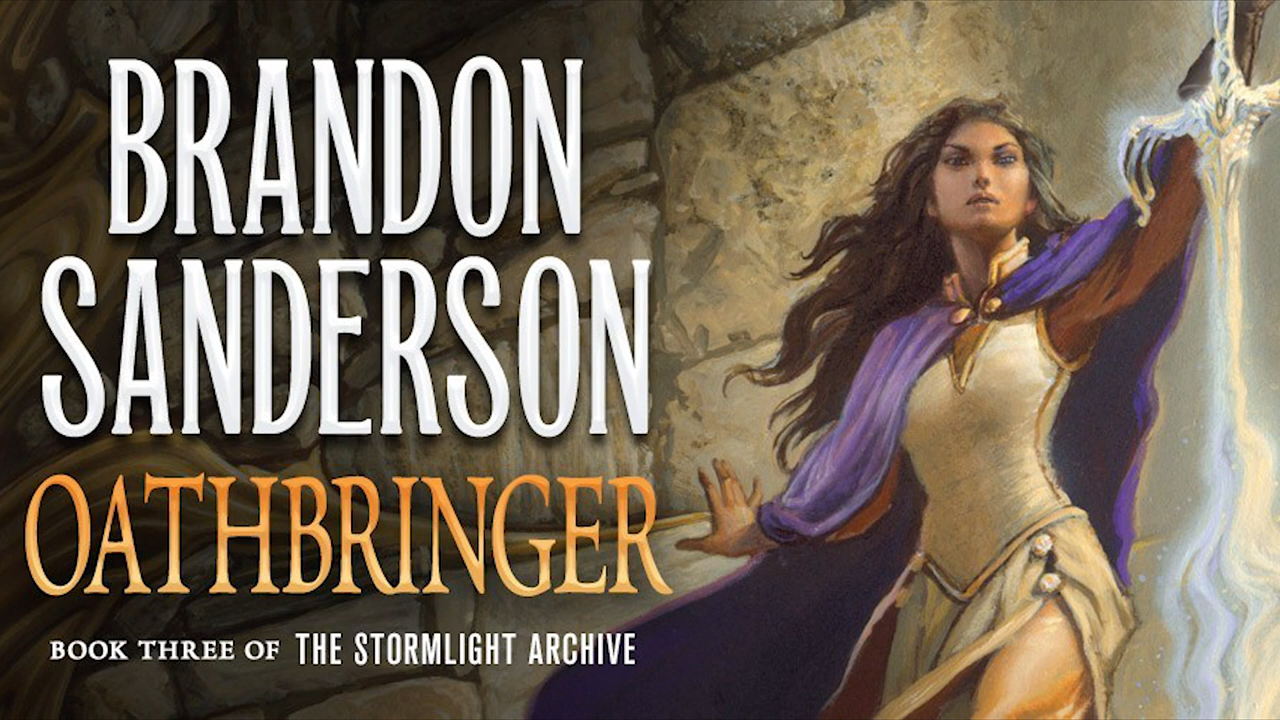 BRANDON
SANDERSON
OATHBRINGER
BOOK THREE OF THE STORMLIGHT ARCHIVE